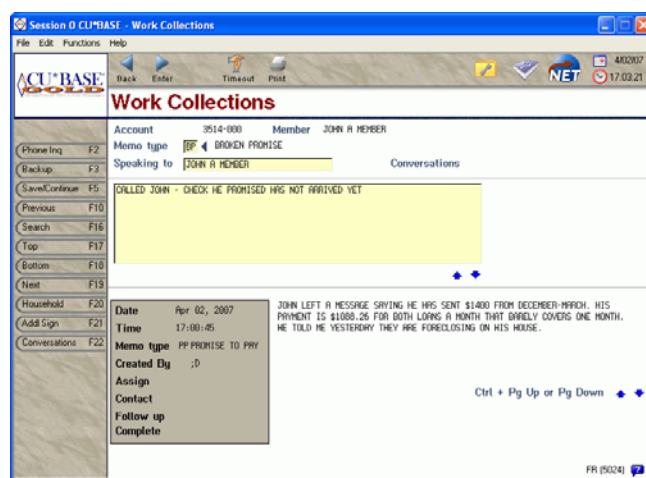 Session 0 CU*BASE - Work Collections
File Edit Functions Help
CU*BASE GOLD
Back Enter Timeout Print
NET
4/02/07
17:03:21
Work Collections
Account 3514-000 Member JOHN A MEMBER
Memo type BP BROKEN PROMISE
Speaking to JOHN A MEMBER Conversations
Phone Inq F2
Backup F3
Save/Continue F5
Previous F10
Search F16
Top F17
Bottom F18
Next F19
Household F20
Addl Sign F21
Conversations F22
CALLED JOHN - CHECK HE PROMISED HAS NOT ARRIVED YET
Date Apr 02, 2007
Time 17:00:45
Memo type PP PROMISE TO PAY
Created By ;D
Assign
Contact
Follow up
Complete
JOHN LEFT A MESSAGE SAYING HE HAS SENT $1400 FROM DECEMBER-MARCH. HIS
PAYMENT IS $1088.26 FOR BOTH LOANS A MONTH THAT BARELY COVERS ONE MONTH.
HE TOLD ME YESTERDAY THEY ARE FORECLOSING ON HIS HOUSE.
Ctrl + Pg Up or Pg Down
FR (5024)